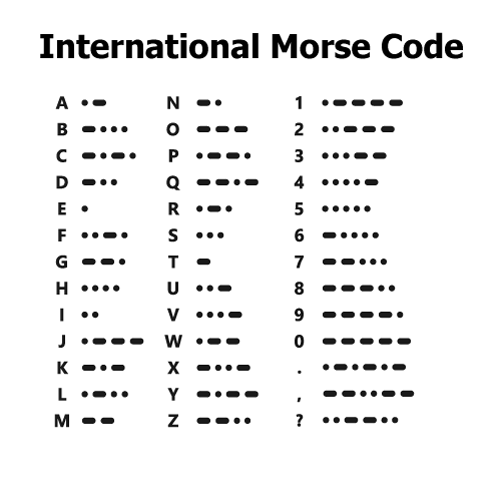 International Morse Code
A •− N −• 1 •−−−−
B −••• O −−− 2 ••−−−
C −•−• P •−−• 3 •••−−
D −•• Q −−•− 4 ••••−
E • R •−• 5 •••••
F ••−• S ••• 6 −••••
G −−• T − 7 −−•••
H •••• U ••− 8 −−−••
I •• V •••− 9 −−−−•
J •−−− W •−− 0 −−−−−
K −•− X −••− . •−•−•−
L •−•• Y −•−− , −−••−−
M −− Z −−•• ? ••−−••